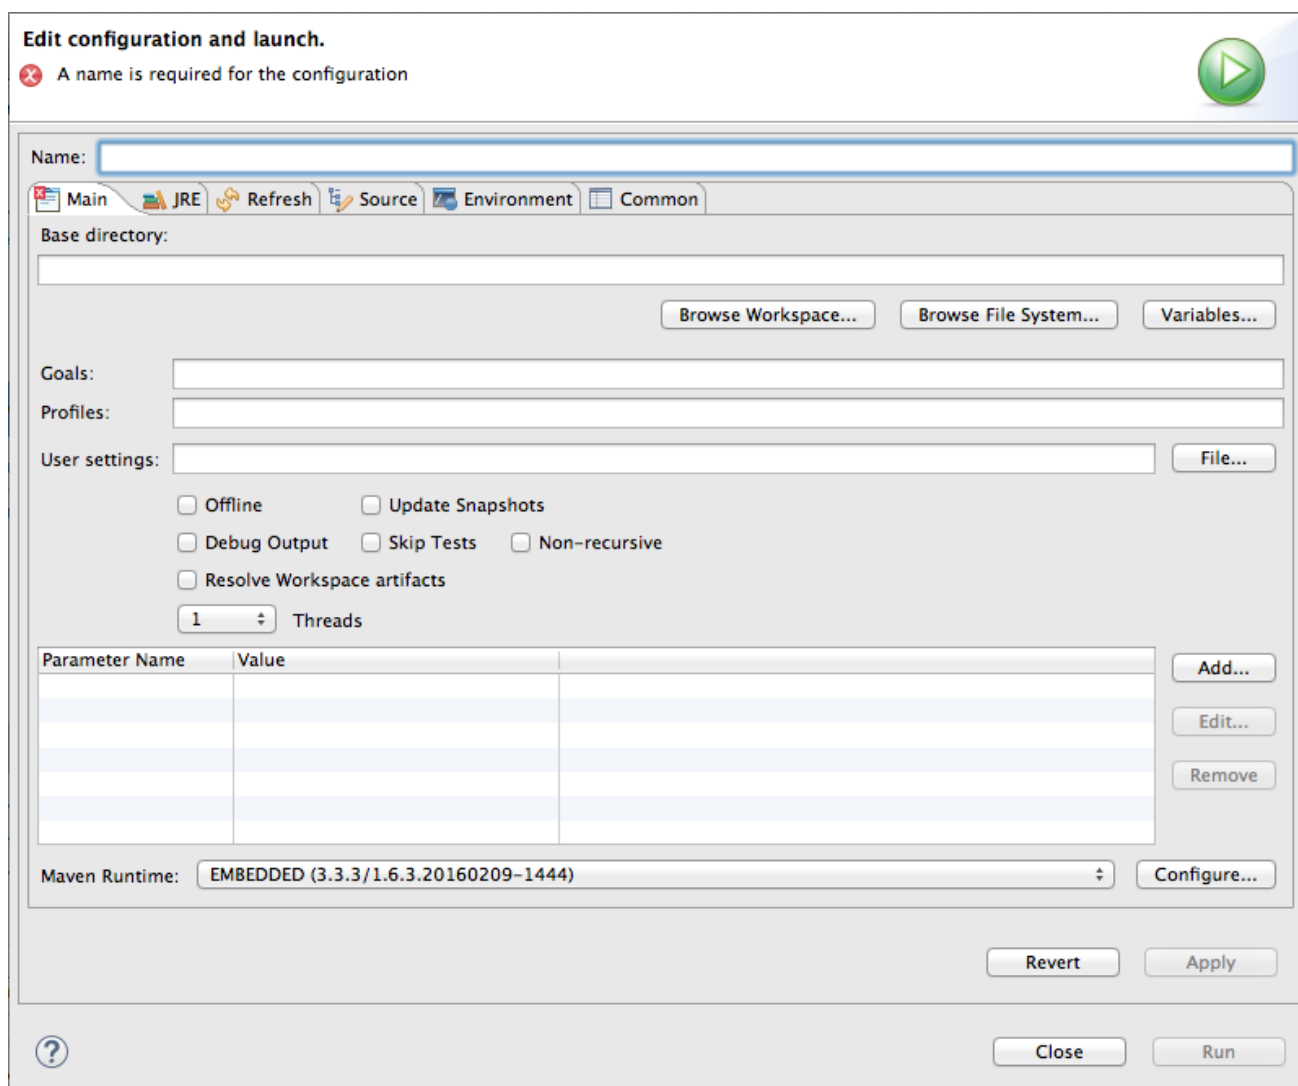 Edit configuration and launch.
A name is required for the configuration
Name:
Main JRE Refresh Source Environment Common
Base directory:
Browse Workspace... Browse File System... Variables...
Goals:
Profiles:
User settings: File...
Offline Update Snapshots
Debug Output Skip Tests Non-recursive
Resolve Workspace artifacts
1 Threads
Parameter Name Value
Add...
Edit...
Remove
Maven Runtime: EMBEDDED (3.3.3/1.6.3.20160209-1444) Configure...
Revert Apply
? Close Run